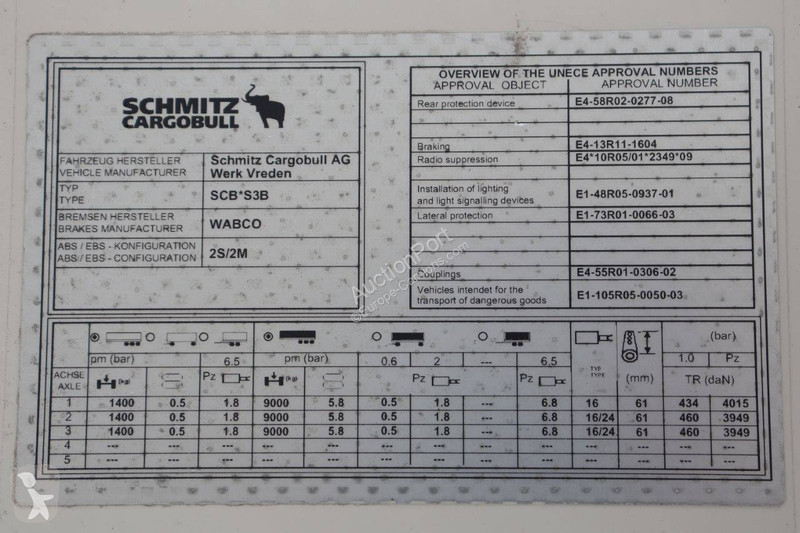 SCHMITZ
CARGOBULL
FAHRZEUG HERSTELLER
VEHICLE MANUFACTURER
Schmitz Cargobull AG
Werk Vreden
TYP
TYPE
SCB*S3B
BREMSEN HERSTELLER
BRAKES MANUFACTURER
WABCO
ABS / EBS - KONFIGURATION
ABS / EBS - CONFIGURATION
2S/2M
OVERVIEW OF THE UNECE APPROVAL NUMBERS
APPROVAL OBJECT APPROVAL NUMBER
Rear protection device E4-58R02-0277-08
Braking E4-13R11-1604
Radio suppression E4*10R05/01*2349*09
Installation of lighting
and light signalling devices E1-48R05-0937-01
Lateral protection E1-73R01-0066-03
Couplings E4-55R01-0306-02
Vehicles intendet for the
transport of dangerous goods E1-105R05-0050-03
AuctionPort
©Europe-Camions.com
(bar)
pm (bar) 6.5 pm (bar) 0.6 2 --- 6.5 1.0 Pz
ACHSE
AXLE
(kg) Pz (kg) Pz TYP
TYPE (mm) TR (daN)
1 1400 0.5 1.8 9000 5.8 0.5 1.8 --- 6.8 16 61 434 4015
2 1400 0.5 1.8 9000 5.8 0.5 1.8 --- 6.8 16/24 61 460 3949
3 1400 0.5 1.8 9000 5.8 0.5 1.8 --- 6.8 16/24 61 460 3949
4 --- --- --- --- --- --- --- --- --- --- --- --- ---
5 --- --- --- --- --- --- --- --- --- --- --- --- ---